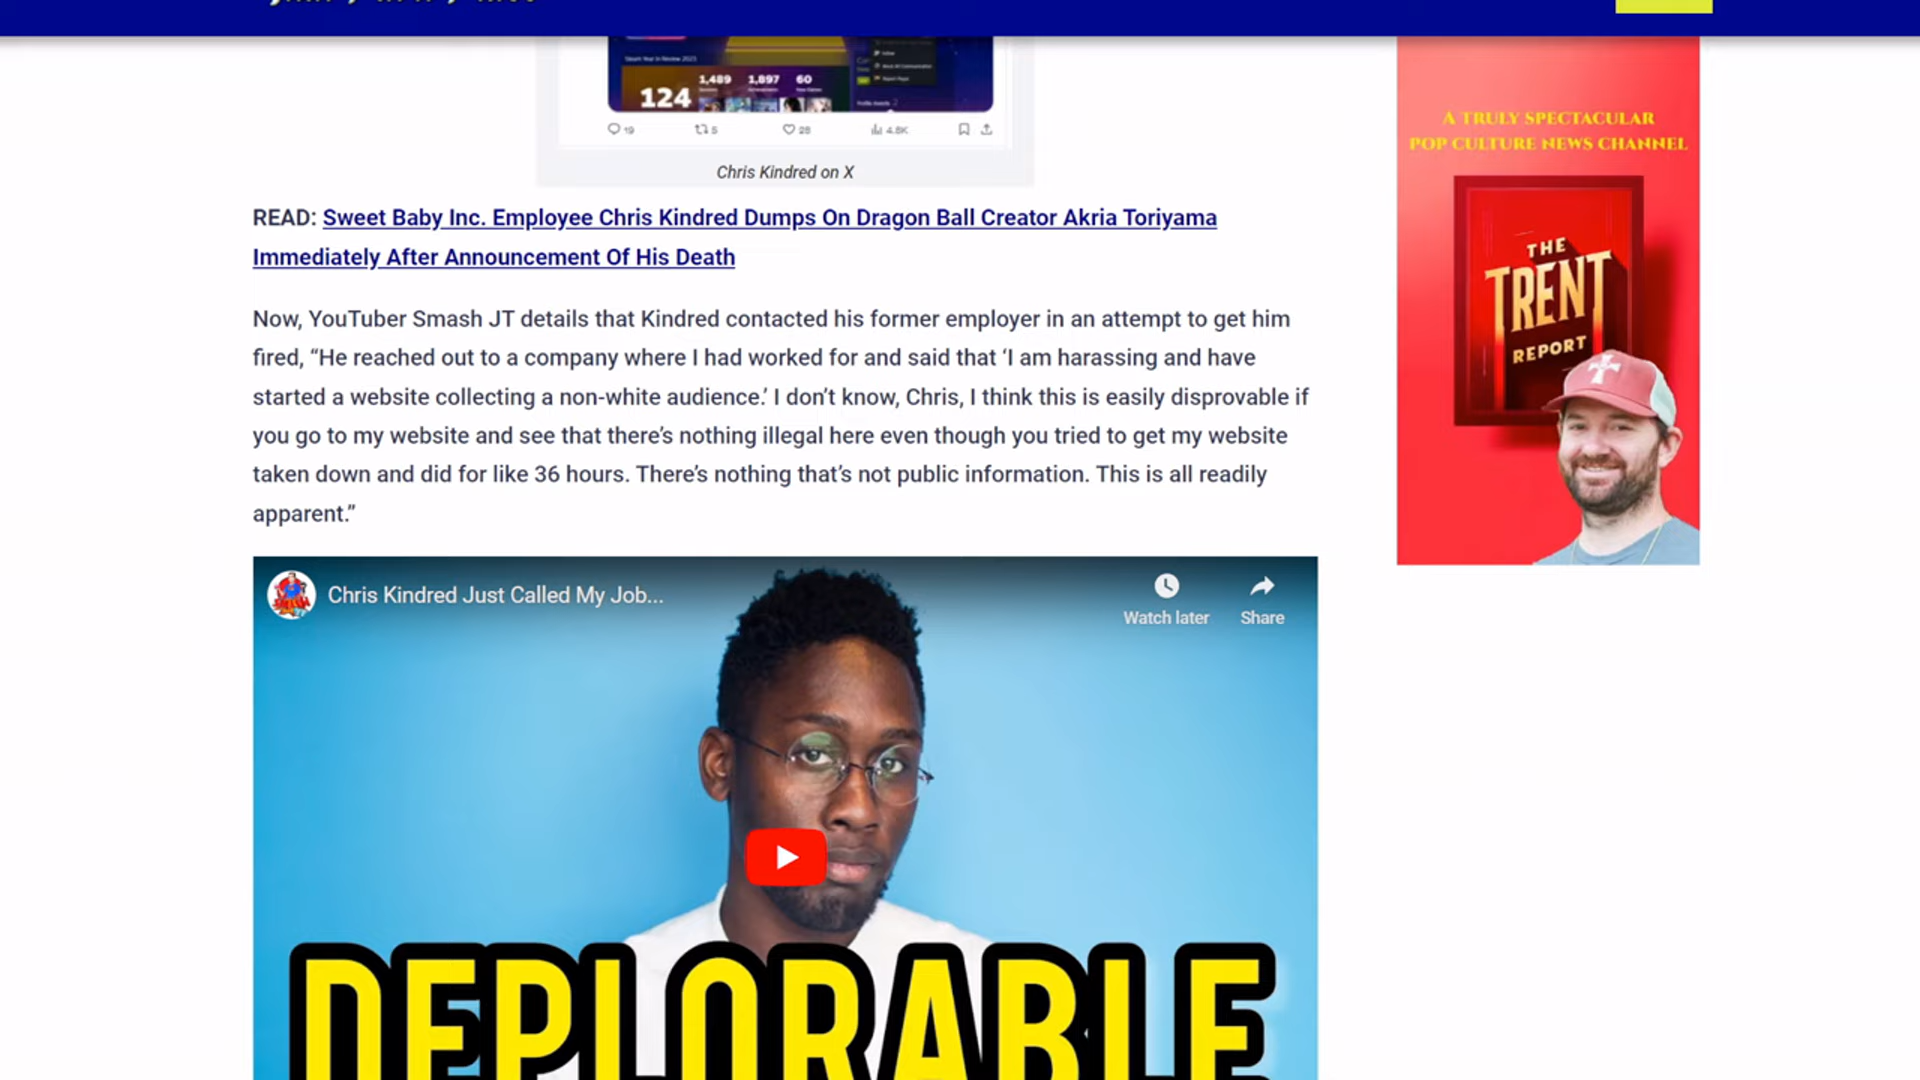 Steam Year In Review 2023
1,489 1,897 60
124
19 5 28 4.8K
Chris Kindred on X
READ: Sweet Baby Inc. Employee Chris Kindred Dumps On Dragon Ball Creator Akria Toriyama
Immediately After Announcement Of His Death
Now, YouTuber Smash JT details that Kindred contacted his former employer in an attempt to get him
fired, “He reached out to a company where I had worked for and said that ‘I am harassing and have
started a website collecting a non-white audience.’ I don’t know, Chris, I think this is easily disprovable if
you go to my website and see that there’s nothing illegal here even though you tried to get my website
taken down and did for like 36 hours. There’s nothing that’s not public information. This is all readily
apparent.”
Chris Kindred Just Called My Job...
Watch later Share
DEPLORABLE
A TRULY SPECTACULAR
POP CULTURE NEWS CHANNEL
THE
TRENT
REPORT